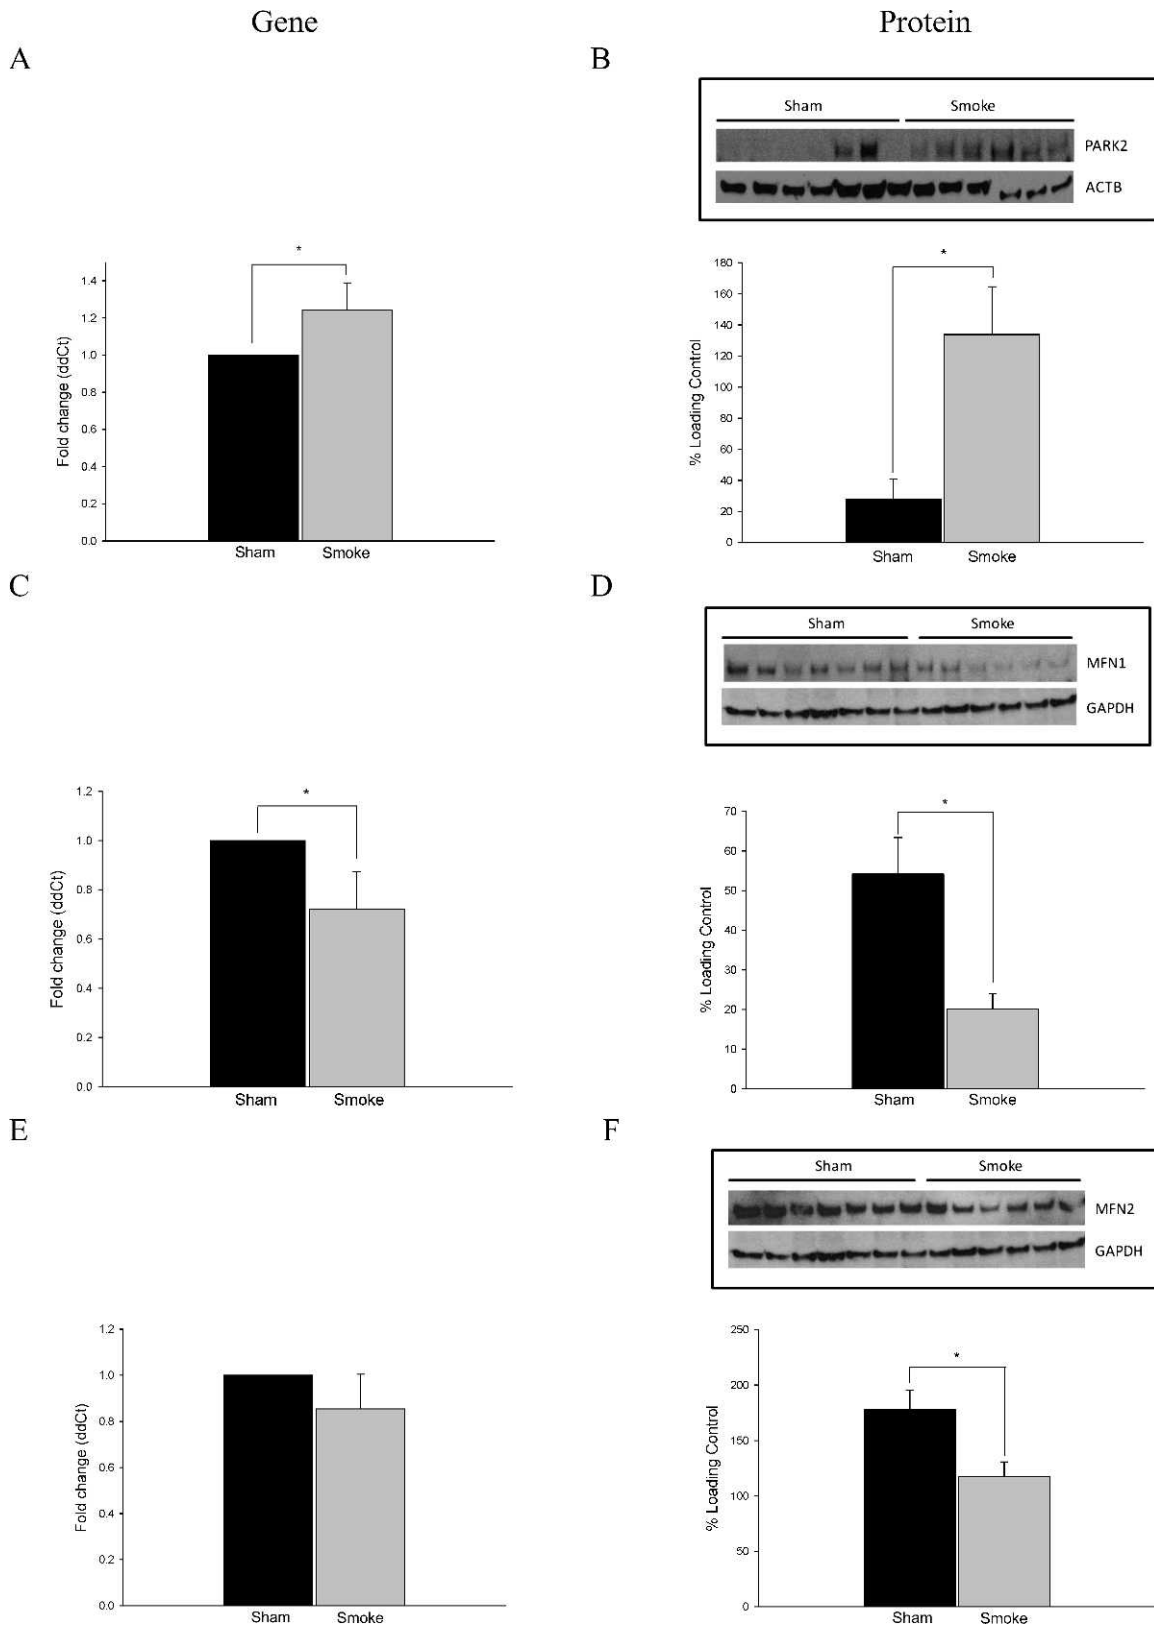 Gene
Protein
A
*
1.4
1.2
1.0
0.8
0.6
0.4
0.2
0.0
Fold change (ddCt)
Sham
Smoke
B
Sham
Smoke
PARK2
ACTB
*
180
160
140
120
100
80
60
40
20
0
% Loading Control
Sham
Smoke
C
*
1.2
1.0
0.8
0.6
0.4
0.2
0.0
Fold change (ddCt)
Sham
Smoke
D
Sham
Smoke
MFN1
GAPDH
*
70
60
50
40
30
20
10
0
% Loading Control
Sham
Smoke
E
1.2
1.0
0.8
0.6
0.4
0.2
0.0
Fold change (ddCt)
Sham
Smoke
F
Sham
Smoke
MFN2
GAPDH
*
250
200
150
100
50
0
% Loading Control
Sham
Smoke